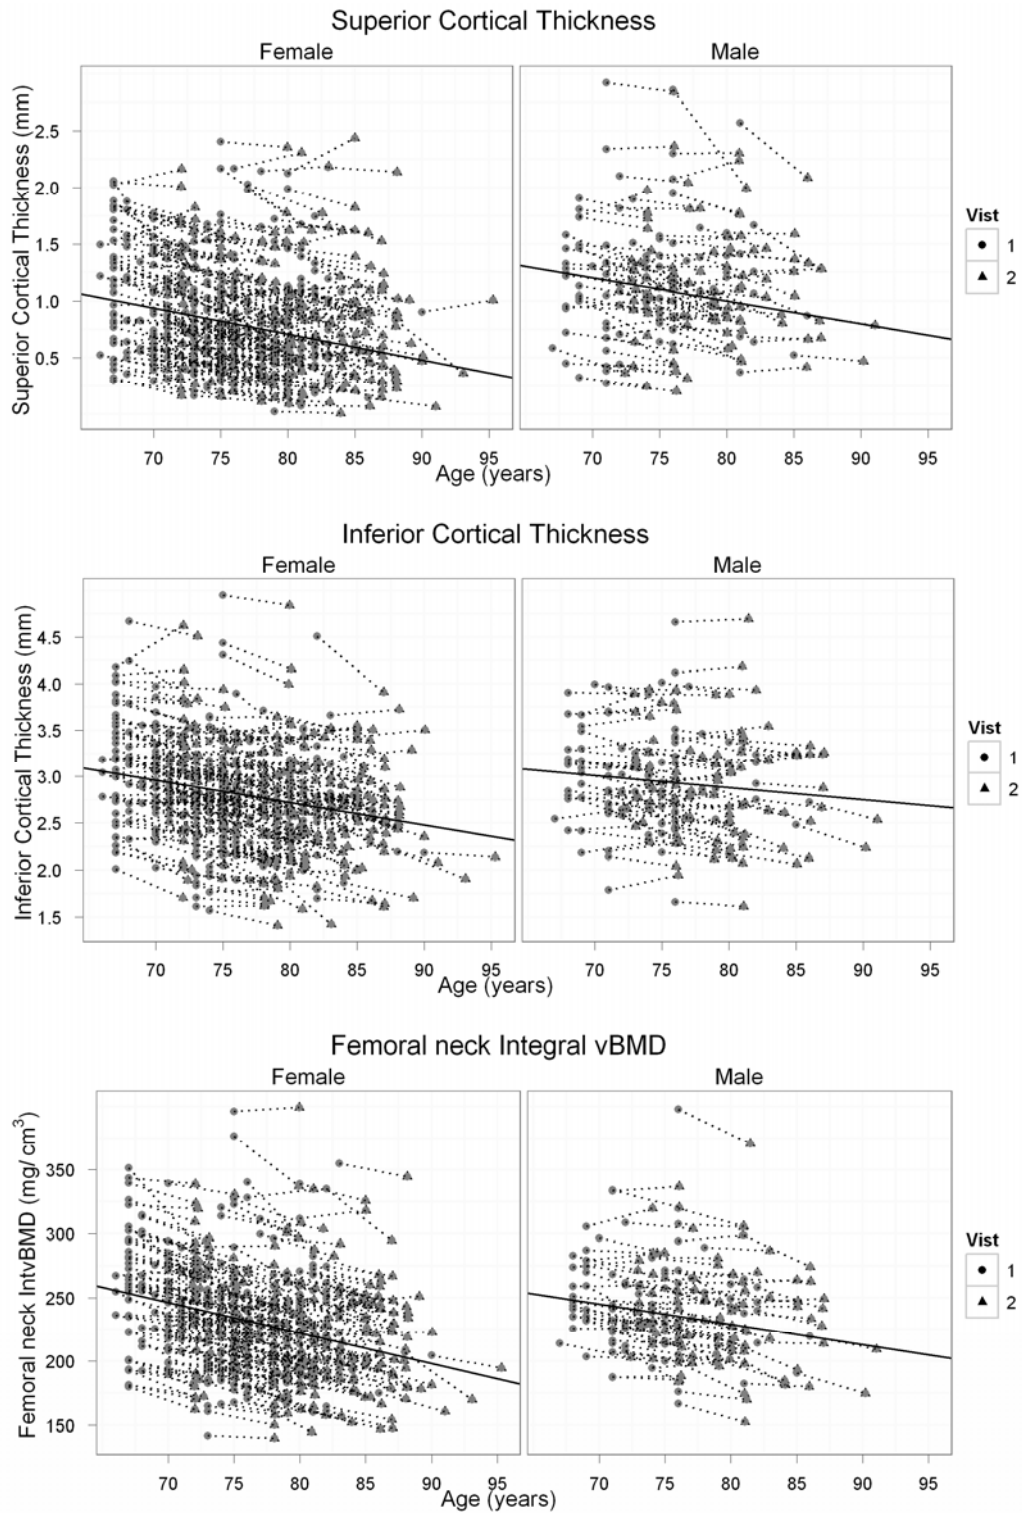 Superior Cortical Thickness
Female Male
Superior Cortical Thickness (mm)
2.5
2.0
1.5
1.0
0.5
70 75 80 85 90 95 70 75 80 85 90 95
Age (years)
Vist
1
2
Inferior Cortical Thickness
Female Male
Inferior Cortical Thickness (mm)
4.5
4.0
3.5
3.0
2.5
2.0
1.5
70 75 80 85 90 95 70 75 80 85 90 95
Age (years)
Vist
1
2
Femoral neck Integral vBMD
Female Male
Femoral neck IntvBMD (mg/ cm³)
350
300
250
200
150
70 75 80 85 90 95 70 75 80 85 90 95
Age (years)
Vist
1
2